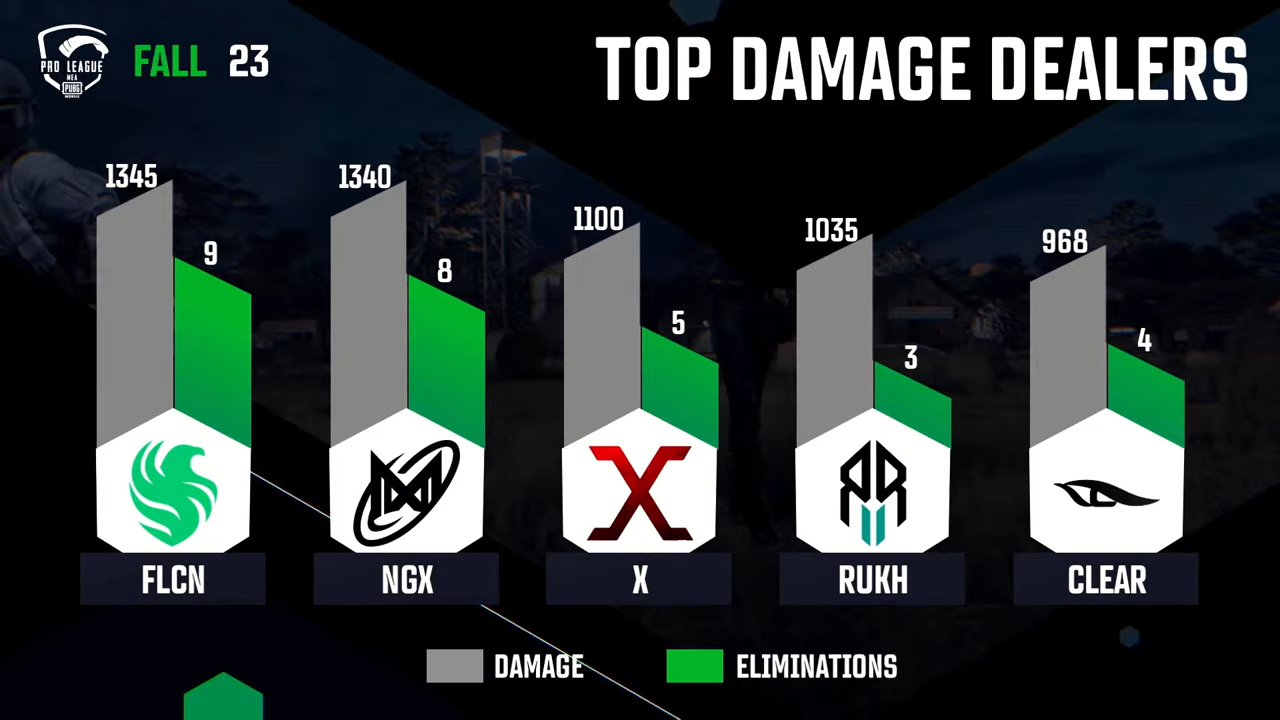 PRO LEAGUE
MEA
PUBG
MOBILE
FALL 23
TOP DAMAGE DEALERS
1345
9
1340
8
1100
5
1035
3
968
4
FLCN
NGX
X
RUKH
CLEAR
DAMAGE
ELIMINATIONS